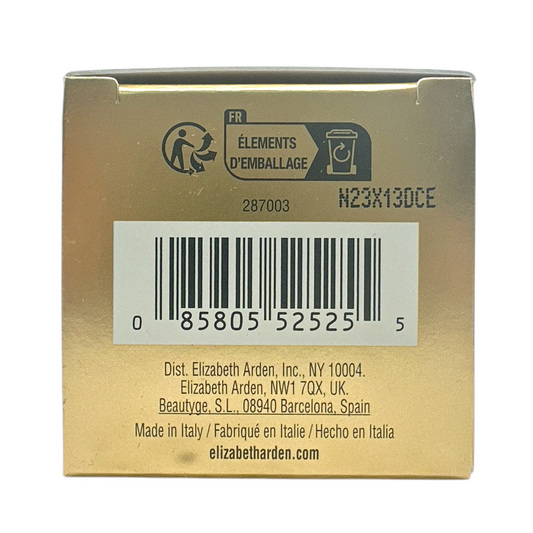 FR
ÉLEMENTS
D'EMBALLAGE
287003
N23X13DCE
0 85805 52525 5
Dist. Elizabeth Arden, Inc., NY 10004.
Elizabeth Arden, NW1 7QX, UK.
Beautyge, S.L., 08940 Barcelona, Spain
Made in Italy / Fabriqué en Italie / Hecho en Italia
elizabetharden.com